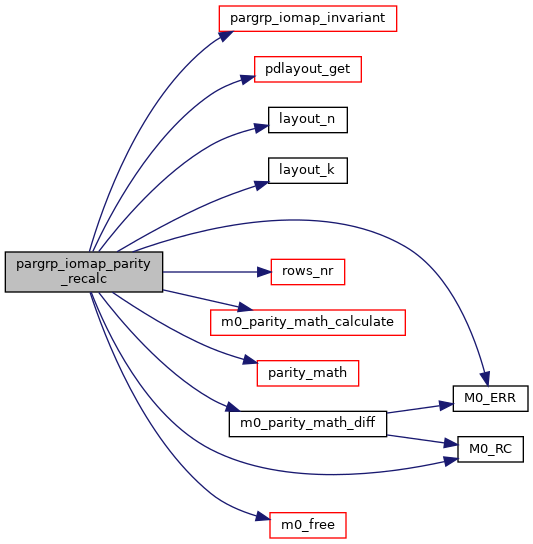 pargrp_iomap_invariant
pdlayout_get
layout_n
layout_k
pargrp_iomap_parity
_recalc
rows_nr
m0_parity_math_calculate
parity_math
M0_ERR
m0_parity_math_diff
M0_RC
m0_free